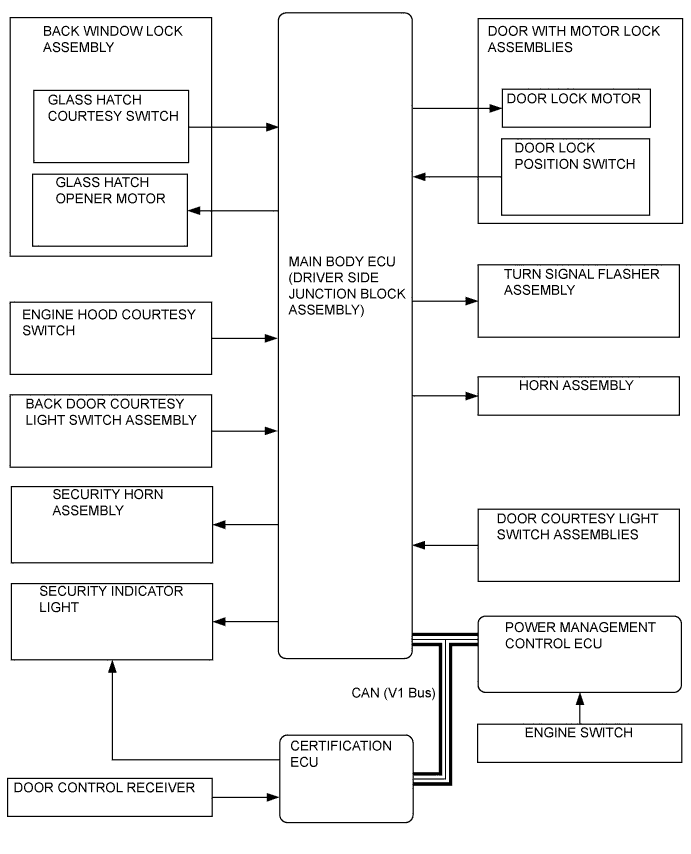 BACK WINDOW LOCK
ASSEMBLY
GLASS HATCH
COURTESY SWITCH
GLASS HATCH
OPENER MOTOR
ENGINE HOOD COURTESY
SWITCH
BACK DOOR COURTESY
LIGHT SWITCH ASSEMBLY
SECURITY HORN
ASSEMBLY
SECURITY INDICATOR
LIGHT
DOOR CONTROL RECEIVER
MAIN BODY ECU
(DRIVER SIDE
JUNCTION BLOCK
ASSEMBLY)
CAN (V1 Bus)
CERTIFICATION
ECU
DOOR WITH MOTOR LOCK
ASSEMBLIES
DOOR LOCK MOTOR
DOOR LOCK
POSITION SWITCH
TURN SIGNAL FLASHER
ASSEMBLY
HORN ASSEMBLY
DOOR COURTESY LIGHT
SWITCH ASSEMBLIES
POWER MANAGEMENT
CONTROL ECU
ENGINE SWITCH